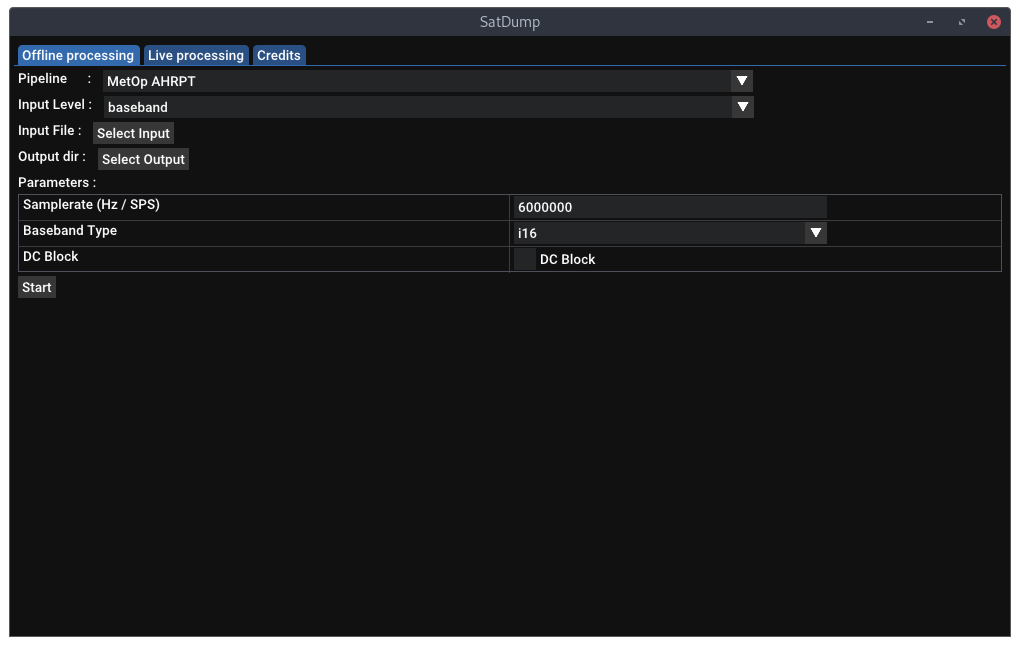 SatDump
Offline processing Live processing Credits
Pipeline : MetOp AHRPT
Input Level : baseband
Input File : Select Input
Output dir : Select Output
Parameters :
Samplerate (Hz / SPS) 6000000
Baseband Type i16
DC Block DC Block
Start